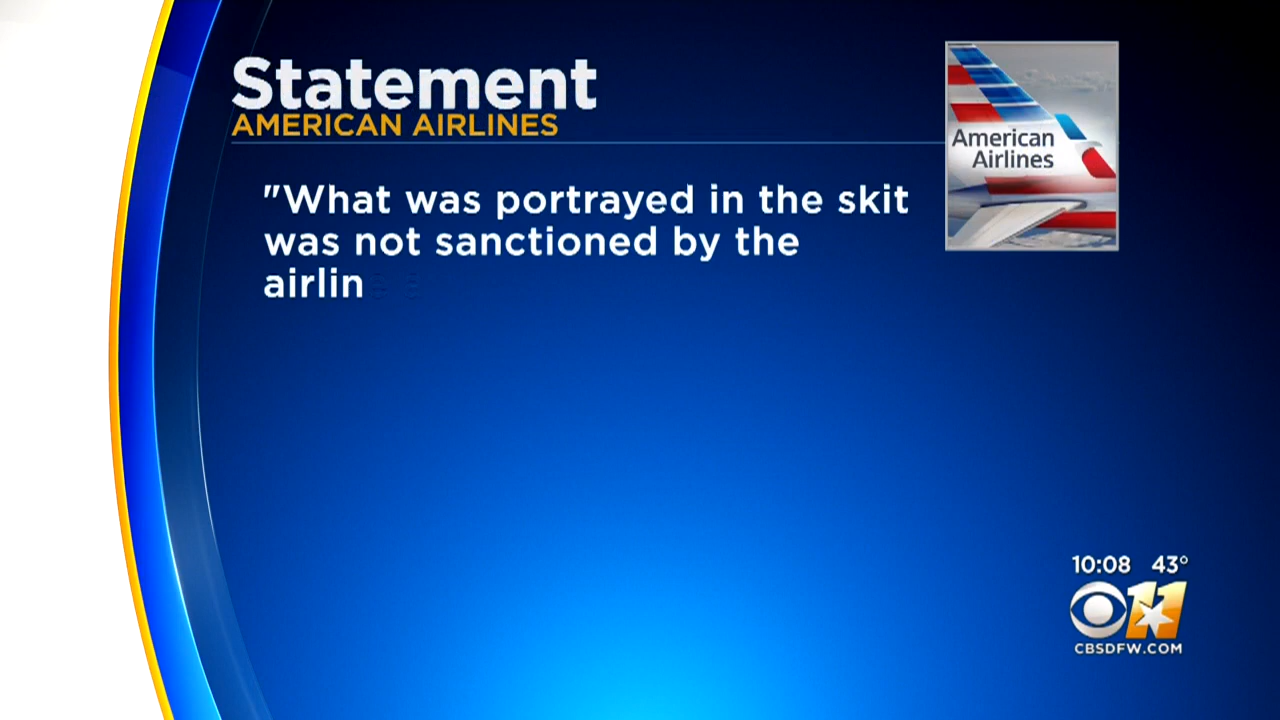 Statement
AMERICAN AIRLINES
American
Airlines
"What was portrayed in the skit
was not sanctioned by the
airlin
10:08 43°
11
CBSDFW.COM